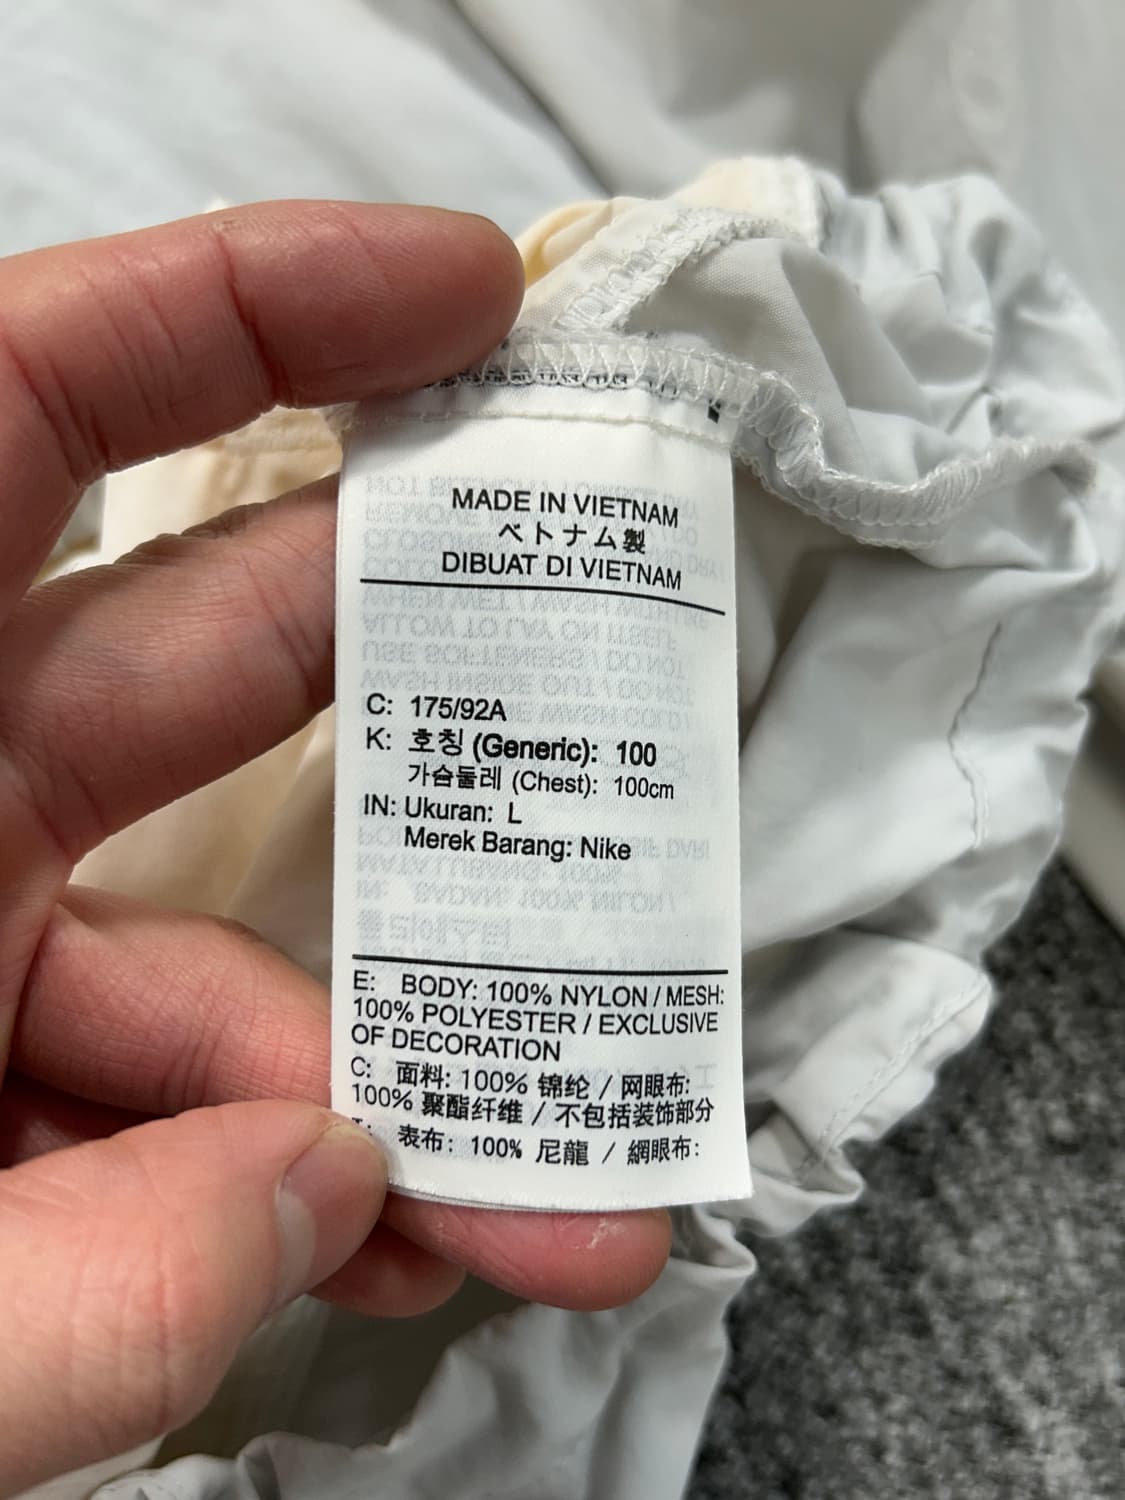 MADE IN VIETNAM
ベトナム製
DIBUAT DI VIETNAM
C: 175/92A
K: 호칭 (Generic): 100
가슴둘레 (Chest): 100cm
IN: Ukuran: L
Merek Barang: Nike
E: BODY: 100% NYLON / MESH:
100% POLYESTER / EXCLUSIVE
OF DECORATION
C: 面料: 100% 锦纶 / 网眼布:
100% 聚酯纤维 / 不包括装饰部分
表布: 100% 尼龍 / 網眼布: